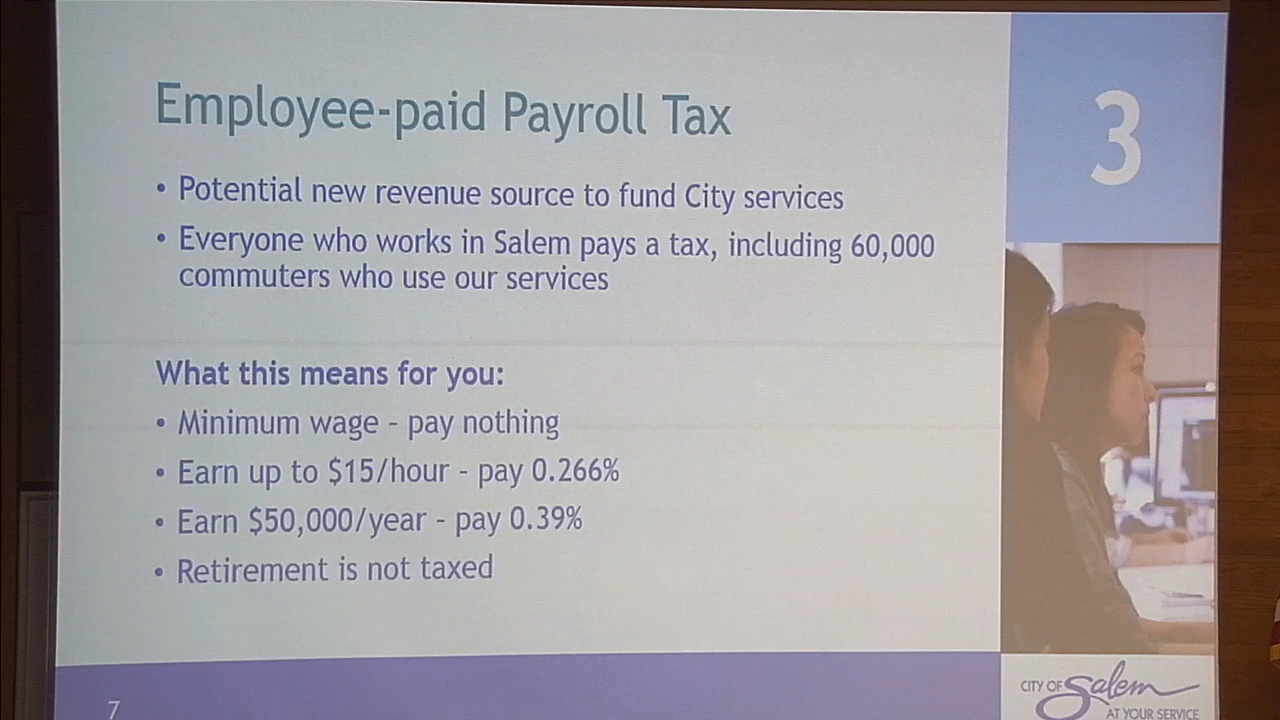 Employee-paid Payroll Tax
3
• Potential new revenue source to fund City services
• Everyone who works in Salem pays a tax, including 60,000
commuters who use our services
What this means for you:
• Minimum wage - pay nothing
• Earn up to $15/hour - pay 0.266%
• Earn $50,000/year - pay 0.39%
• Retirement is not taxed
7
CITY OF Salem
AT YOUR SERVICE